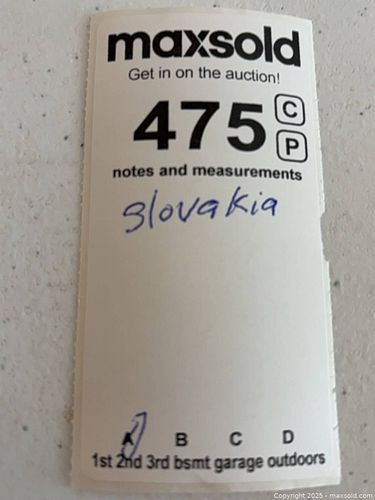 maxsold
Get in on the auction!
475 C
P
notes and measurements
slovakia
A B C D
1st 2nd 3rd bsmt garage outdoors
Copyright 2025 - MaxSold Inc